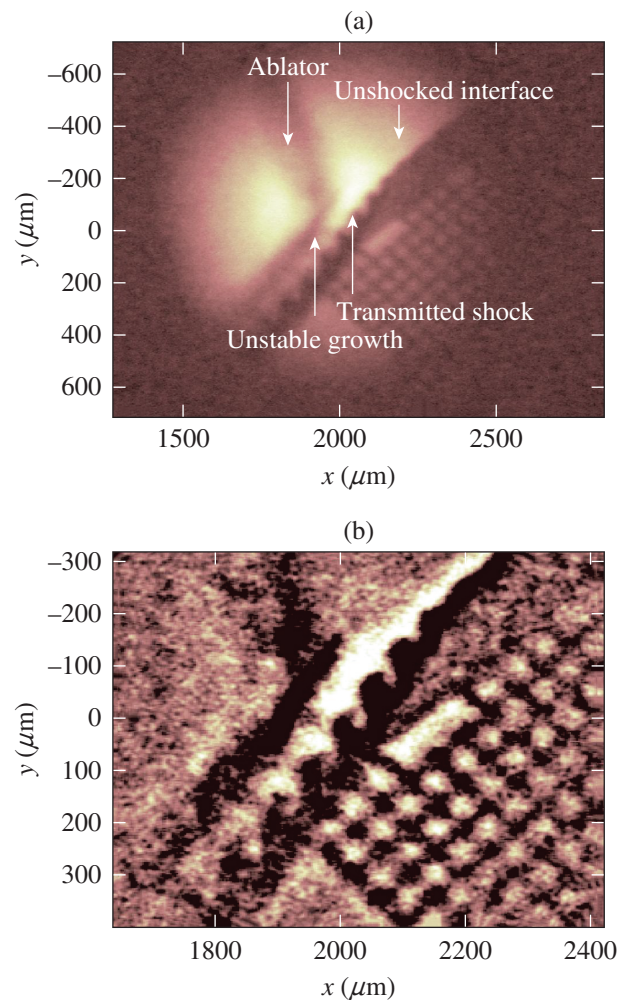 (a)
Ablator
Unshocked interface
Transmitted shock
Unstable growth
–600
–400
–200
0
200
400
600
y (μm)
1500
2000
2500
x (μm)
(b)
–300
–200
–100
0
100
200
300
y (μm)
1800
2000
2200
2400
x (μm)